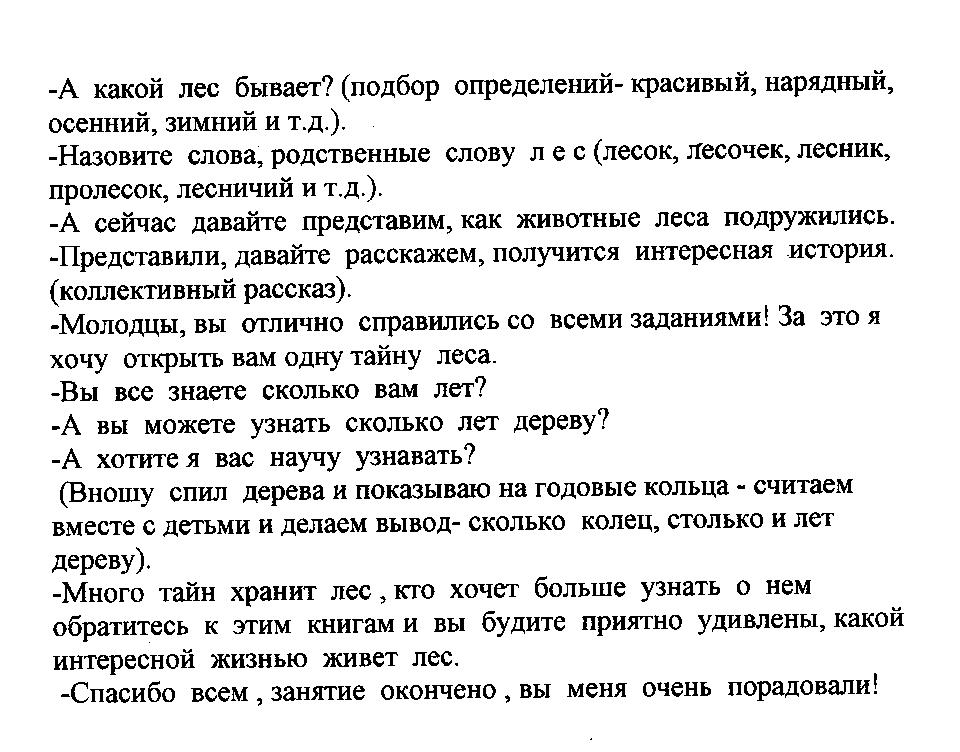 -А какой лес бывает? (подбор определений- красивый, нарядный,
осенний, зимний и т.д.).
-Назовите слова, родственные слову л е с (лесок, лесочек, лесник,
пролесок, лесничий и т.д.).
-А сейчас давайте представим, как животные леса подружились.
-Представили, давайте расскажем, получится интересная история.
(коллективный рассказ).
-Молодцы, вы отлично справились со всеми заданиями! За это я
хочу открыть вам одну тайну леса.
-Вы все знаете сколько вам лет?
-А вы можете узнать сколько лет дереву?
-А хотите я вас научу узнавать?
(Вношу спил дерева и показываю на годовые кольца - считаем
вместе с детьми и делаем вывод- сколько колец, столько и лет
дереву).
-Много тайн хранит лес , кто хочет больше узнать о нем
обратитесь к этим книгам и вы будите приятно удивлены, какой
интересной жизнью живет лес.
-Спасибо всем , занятие окончено , вы меня очень порадовали!